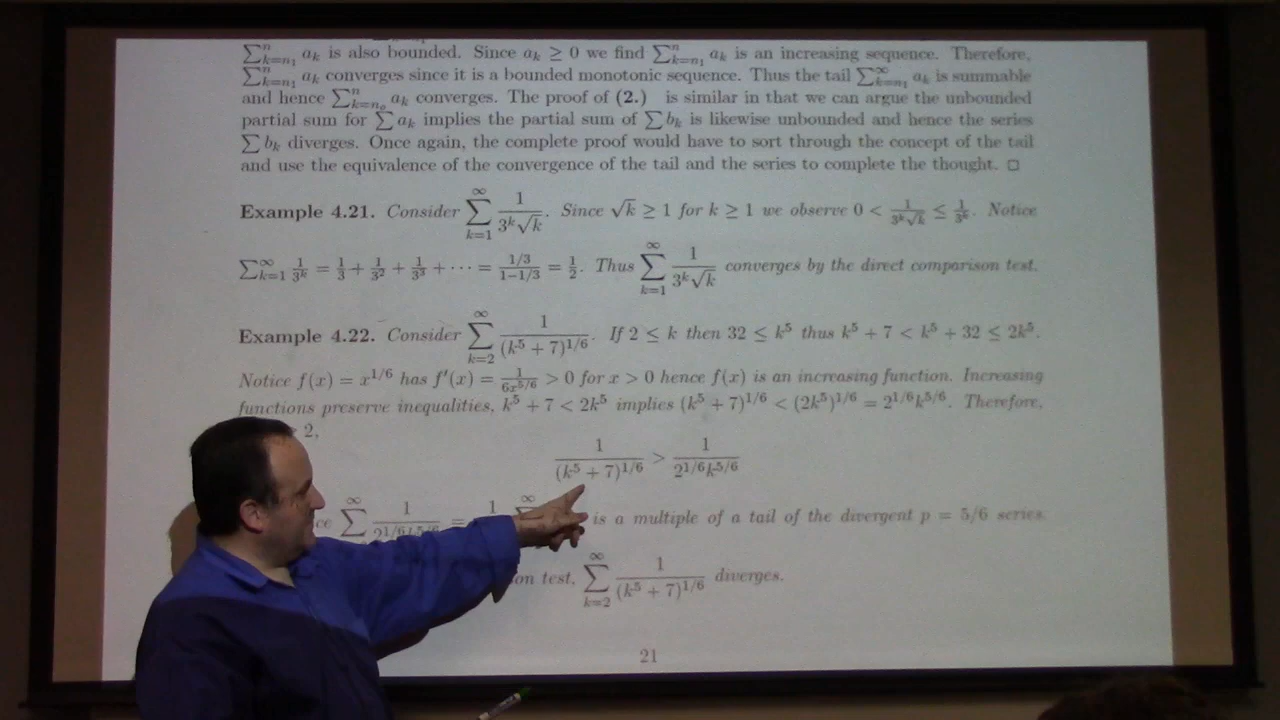 ∑ⁿₖ₌ₙ₁ aₖ is also bounded. Since aₖ ≥ 0 we find ∑ⁿₖ₌ₙ₁ aₖ is an increasing sequence. Therefore,
∑ⁿₖ₌ₙ₁ aₖ converges since it is a bounded monotonic sequence. Thus the tail ∑^∞ₖ₌ₙ₁ aₖ is summable
and hence ∑ⁿₖ₌ₙₒ aₖ converges. The proof of (2.) is similar in that we can argue the unbounded
partial sum for ∑ aₖ implies the partial sum of ∑ bₖ is likewise unbounded and hence the series
∑ bₖ diverges. Once again, the complete proof would have to sort through the concept of the tail
and use the equivalence of the convergence of the tail and the series to complete the thought. □
Example 4.21. Consider ∑_{k=1}^∞ 1/(3^k√k). Since √k ≥ 1 for k ≥ 1 we observe 0 < 1/(3^k√k) ≤ 1/3^k. Notice
∑_{k=1}^∞ 1/3^k = 1/3 + 1/3² + 1/3³ + ⋯ = (1/3)/(1−1/3) = 1/2. Thus ∑_{k=1}^∞ 1/(3^k√k) converges by the direct comparison test.
Example 4.22. Consider ∑_{k=2}^∞ 1/(k⁵ + 7)^{1/6}. If 2 ≤ k then 32 ≤ k⁵ thus k⁵ + 7 < k⁵ + 32 ≤ 2k⁵.
Notice f(x) = x^{1/6} has f′(x) = 1/(6x^{5/6}) > 0 for x > 0 hence f(x) is an increasing function. Increasing
functions preserve inequalities, k⁵ + 7 < 2k⁵ implies (k⁵ + 7)^{1/6} < (2k⁵)^{1/6} = 2^{1/6}k^{5/6}. Therefore,
2,
1/(k⁵ + 7)^{1/6} > 1/(2^{1/6}k^{5/6})
∑^∞ 1/(2^{1/6}k^{5/6}) = is a multiple of a tail of the divergent p = 5/6 series.
test, ∑_{k=2}^∞ 1/(k⁵ + 7)^{1/6} diverges.
21